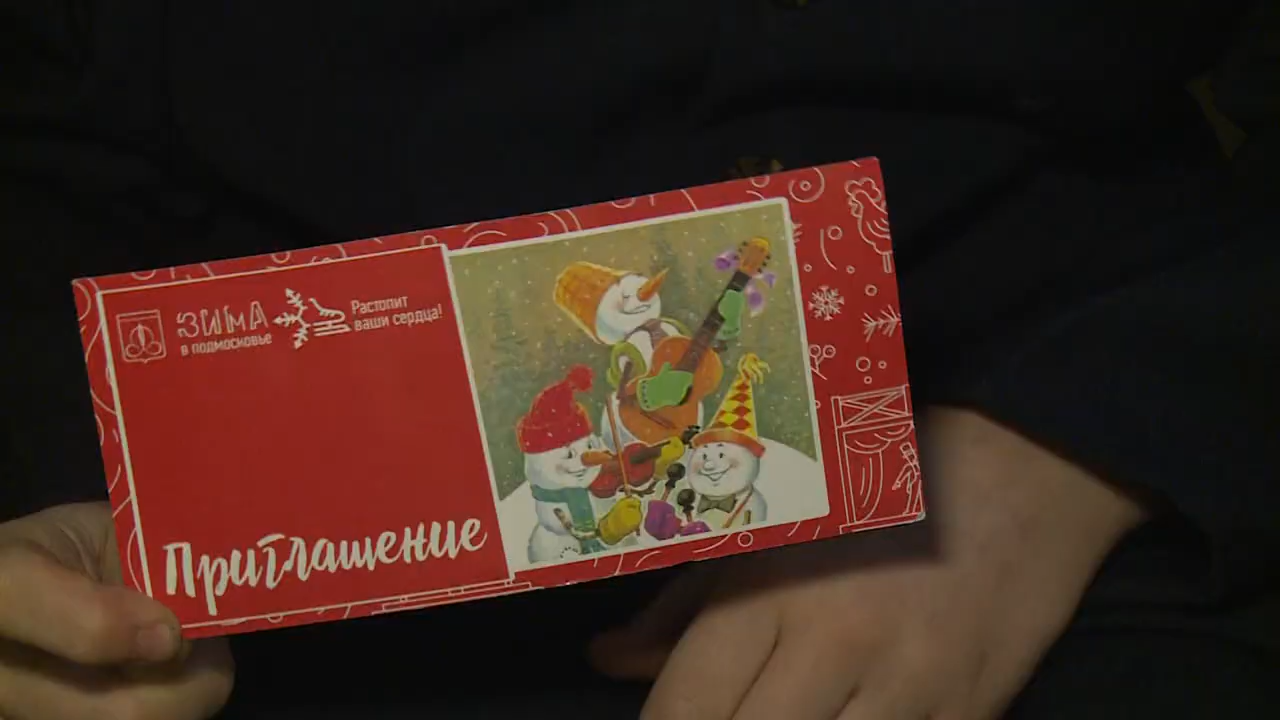 ЗИМА
в подмосковье
Растопит
ваши сердца!
Приглашение